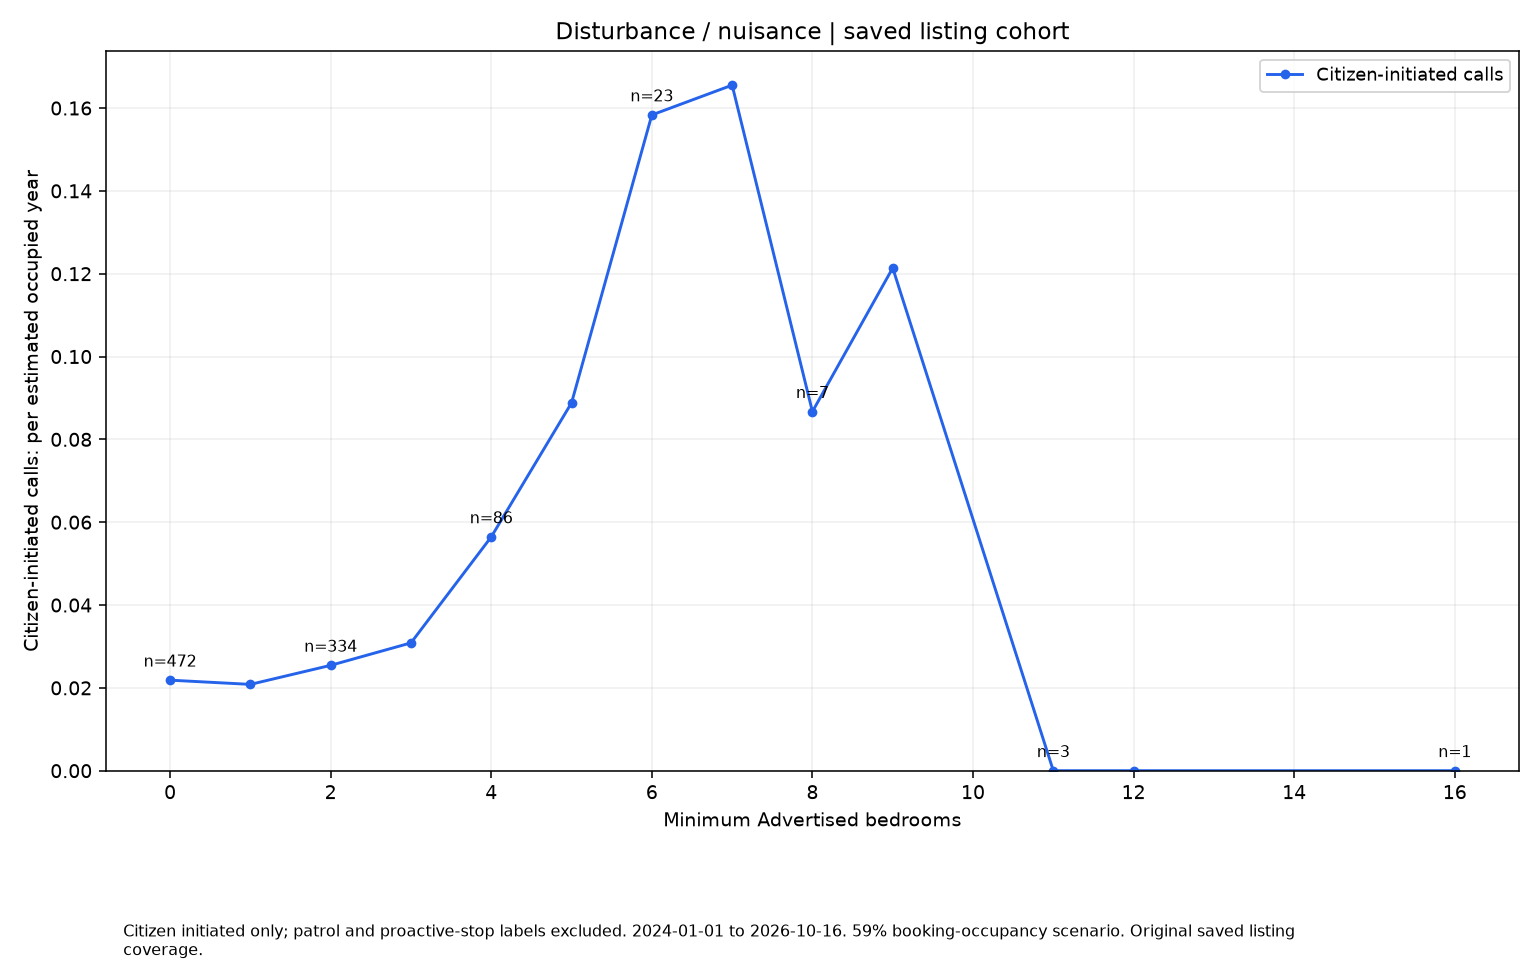 Disturbance / nuisance | saved listing cohort
Citizen-initiated calls
Citizen-initiated calls: per estimated occupied year
0.16
0.14
0.12
0.10
0.08
0.06
0.04
0.02
0.00
n=472
n=334
n=86
n=23
n=7
n=3
n=1
0 2 4 6 8 10 12 14 16
Minimum Advertised bedrooms
Citizen initiated only; patrol and proactive-stop labels excluded. 2024-01-01 to 2026-10-16. 59% booking-occupancy scenario. Original saved listing
coverage.